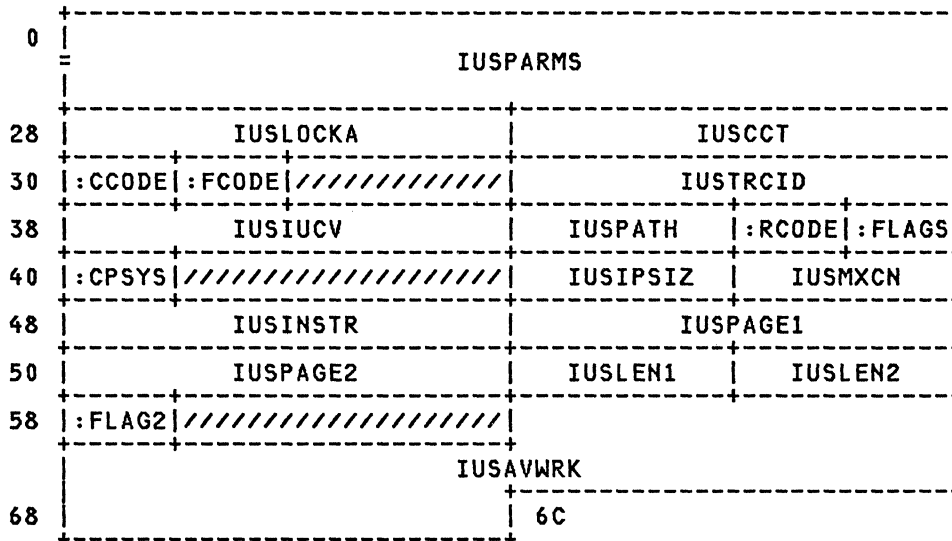 0
= IUSPARMS
28 | IUSLOCKA | IUSCCT
30 |:CCODE|:FCODE|/////////////| IUSTRCID
38 | IUSIUCV | IUSPATH |:RCODE|:FLAGS
40 |:CPSYS|////////////////////| IUSIPSIZ | IUSMXCN
48 | IUSINSTR | IUSPAGE1
50 | IUSPAGE2 | IUSLEN1 | IUSLEN2
58 |:FLAG2|////////////////////|
IUSAVWRK
68 | | 6C